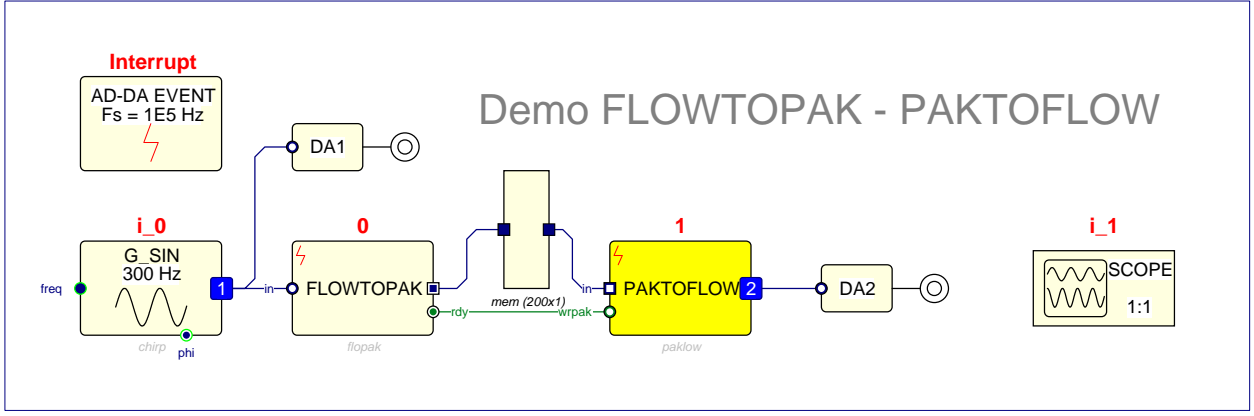 Interrupt
AD-DA EVENT
Fs = 1E5 Hz
Demo FLOWTOPAK - PAKTOFLOW
DA1
i_0
0
1
i_1
G_SIN
300 Hz
freq
1
in
FLOWTOPAK
in
PAKTOFLOW
2
DA2
SCOPE
1:1
mem (200x1)
rdy
wrpak
chirp
phi
flopak
paklow